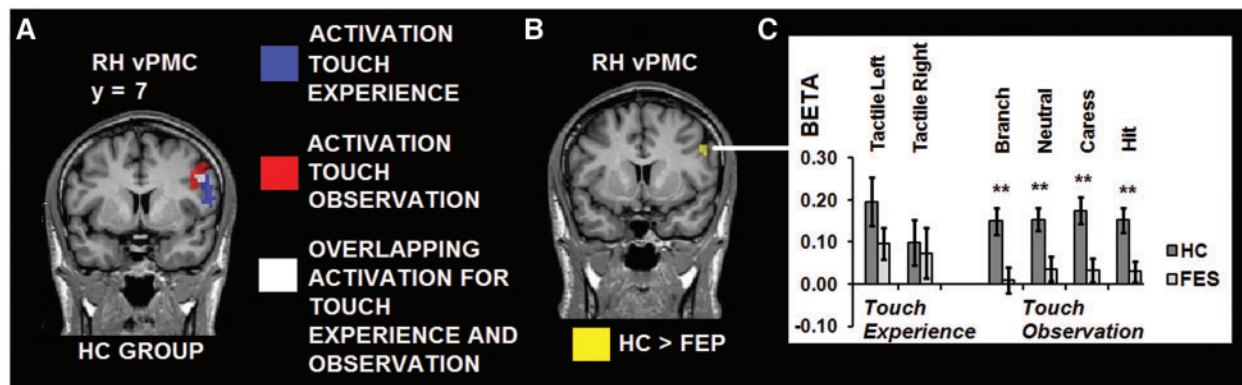 A
RH vPMC
y = 7
HC GROUP
ACTIVATION
TOUCH
EXPERIENCE
ACTIVATION
TOUCH
OBSERVATION
OVERLAPPING
ACTIVATION FOR
TOUCH
EXPERIENCE AND
OBSERVATION
B
RH vPMC
HC > FEP
C
BETA
Tactile Left
Tactile Right
Branch
Neutral
Caress
Hit
0.30
0.20
0.10
0.00
-0.10
** ** ** **
HC
FES
Touch
Experience
Touch
Observation